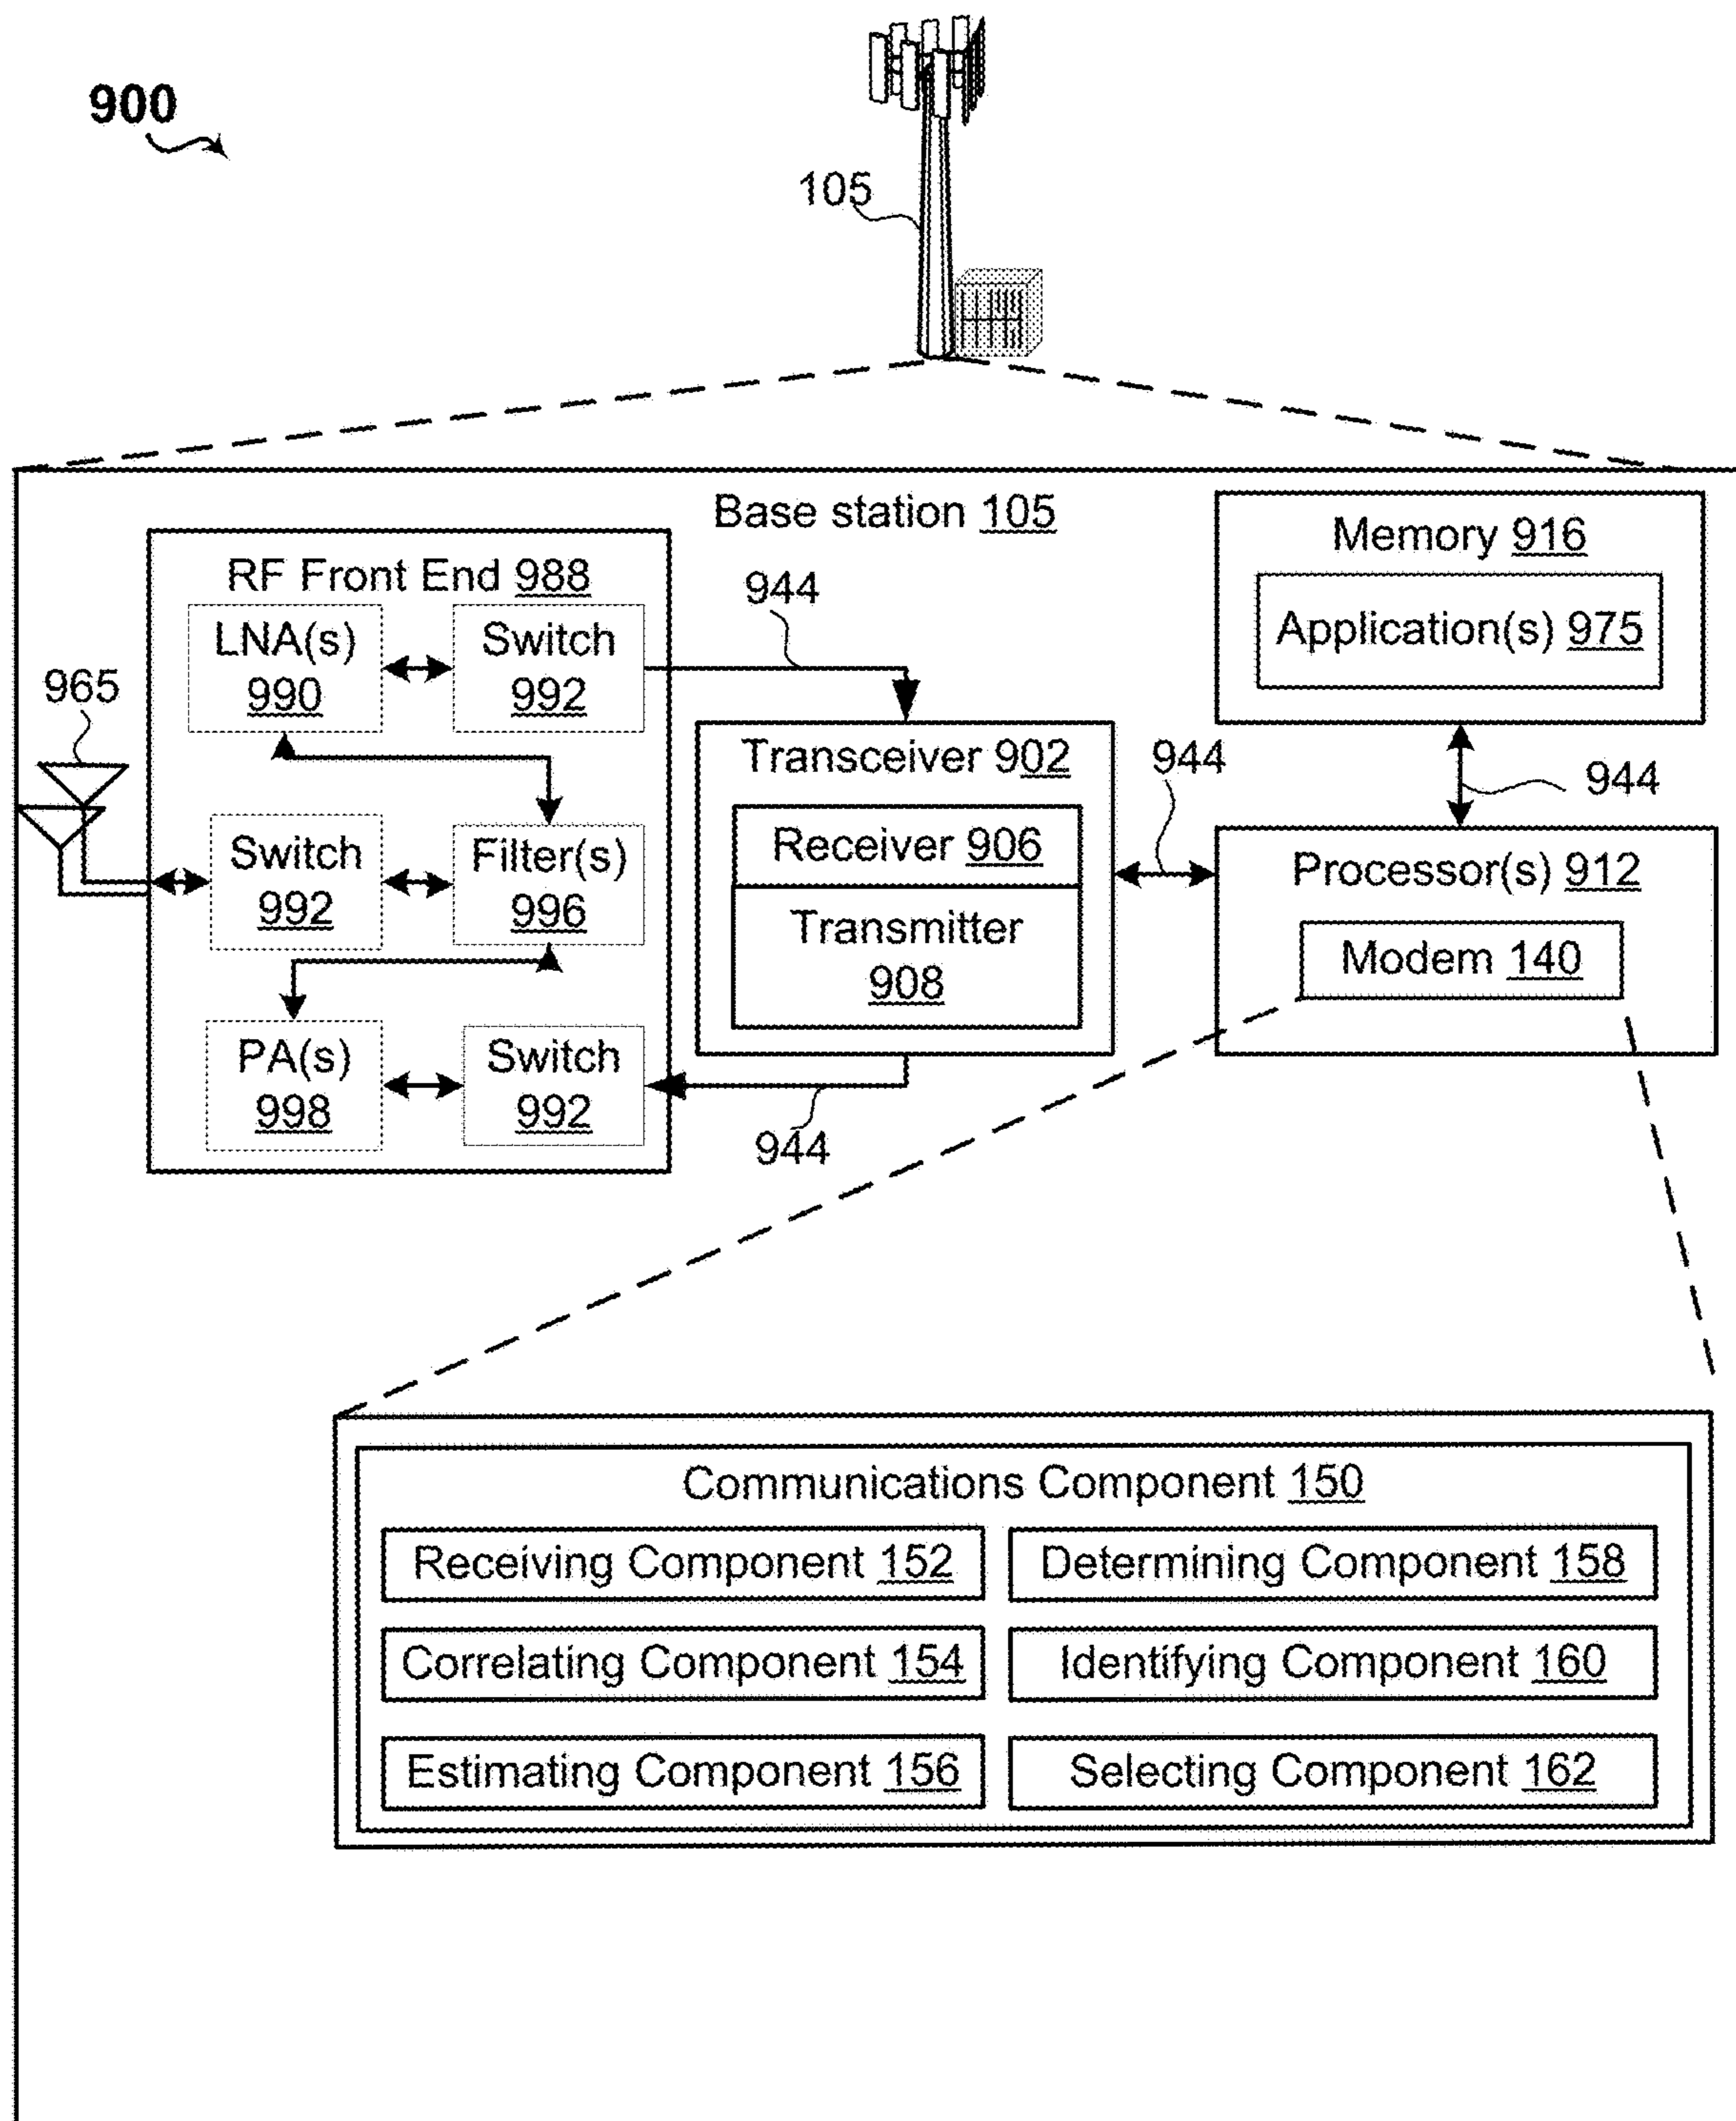 900
105
Base station 105
RF Front End 988
LNA(s)
990
Switch
992
944
965
Switch
992
Filter(s)
996
PA(s)
998
Switch
992
944
Transceiver 902
Receiver 906
Transmitter
908
944
Memory 916
Application(s) 975
944
Processor(s) 912
Modem 140
Communications Component 150
Receiving Component 152
Determining Component 158
Correlating Component 154
Identifying Component 160
Estimating Component 156
Selecting Component 162